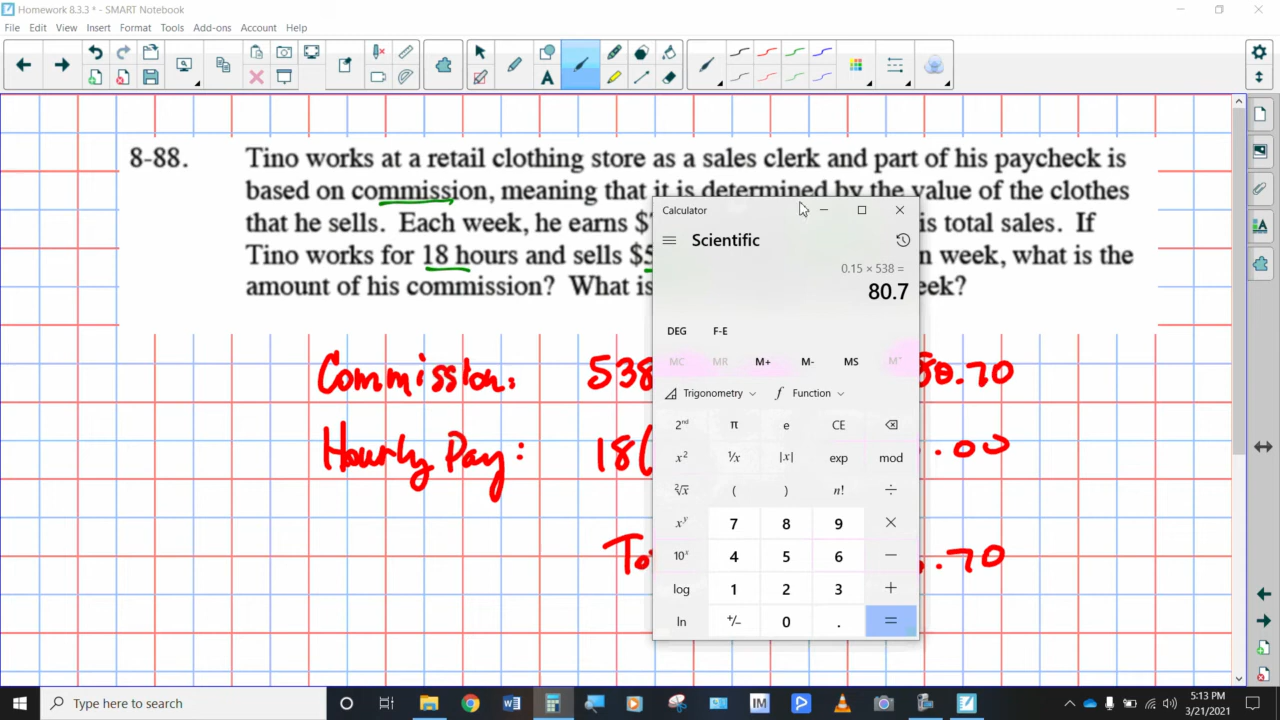 Homework 8.3.3 * - SMART Notebook
File Edit View Insert Format Tools Add-ons Account Help
8-88. Tino works at a retail clothing store as a sales clerk and part of his paycheck is
based on commission, meaning that it is determined by the value of the clothes
that he sells. Each week, he earns $ is total sales. If
Tino works for 18 hours and sells $5 n week, what is the
amount of his commission? What is eek?
Calculator
Scientific
0.15 × 538 =
80.7
DEG F-E
MC MR M+ M- MS M˅
Trigonometry Function
2nd π e CE
x² ¹/x |x| exp mod
²√x ( ) n! ÷
xʸ 7 8 9 ×
10ˣ 4 5 6 −
log 1 2 3 +
ln +/− 0 . =
Commission: 538 80.70
Hourly Pay: 18( .00
To .70
Type here to search
5:13 PM
3/21/2021